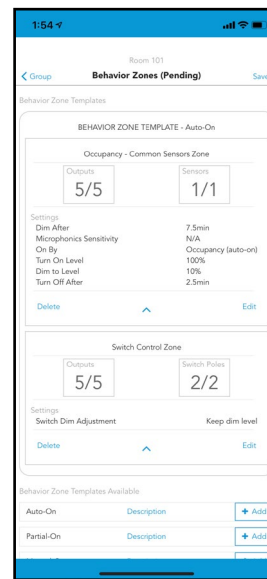 1:54
Room 101
Group
Behavior Zones (Pending)
Save
Behavior Zone Templates
BEHAVIOR ZONE TEMPLATE - Auto-On
Occupancy - Common Sensors Zone
Outputs
5/5
Sensors
1/1
Settings
Dim After 7.5min
Microphonics Sensitivity N/A
On By Occupancy (auto-on)
Turn On Level 100%
Dim to Level 10%
Turn Off After 2.5min
Delete
Edit
Switch Control Zone
Outputs
5/5
Switch Poles
2/2
Settings
Switch Dim Adjustment Keep dim level
Delete
Edit
Behavior Zone Templates Available
Auto-On Description + Add
Partial-On Description + Add